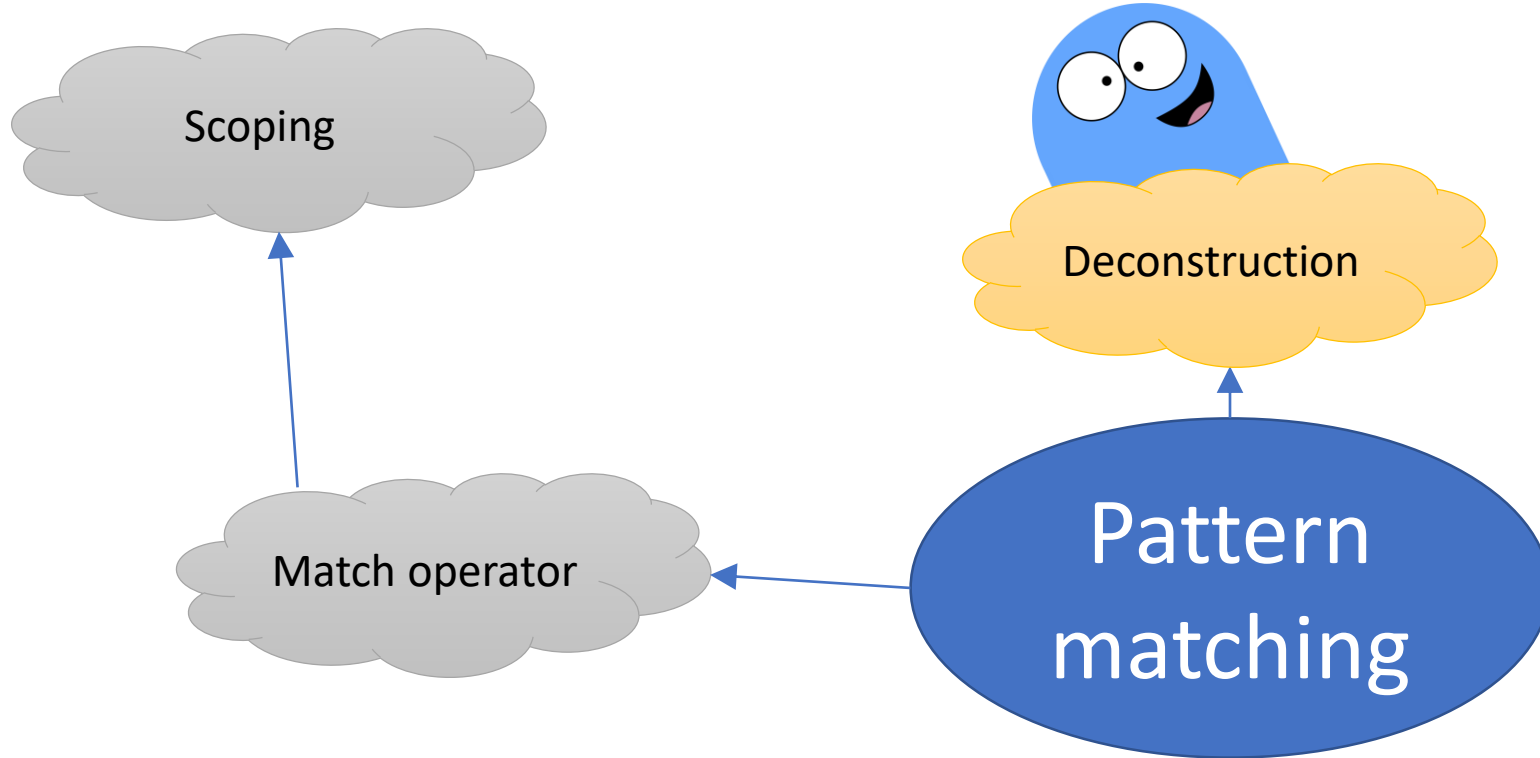 Scoping
Deconstruction
Match operator
Pattern
matching